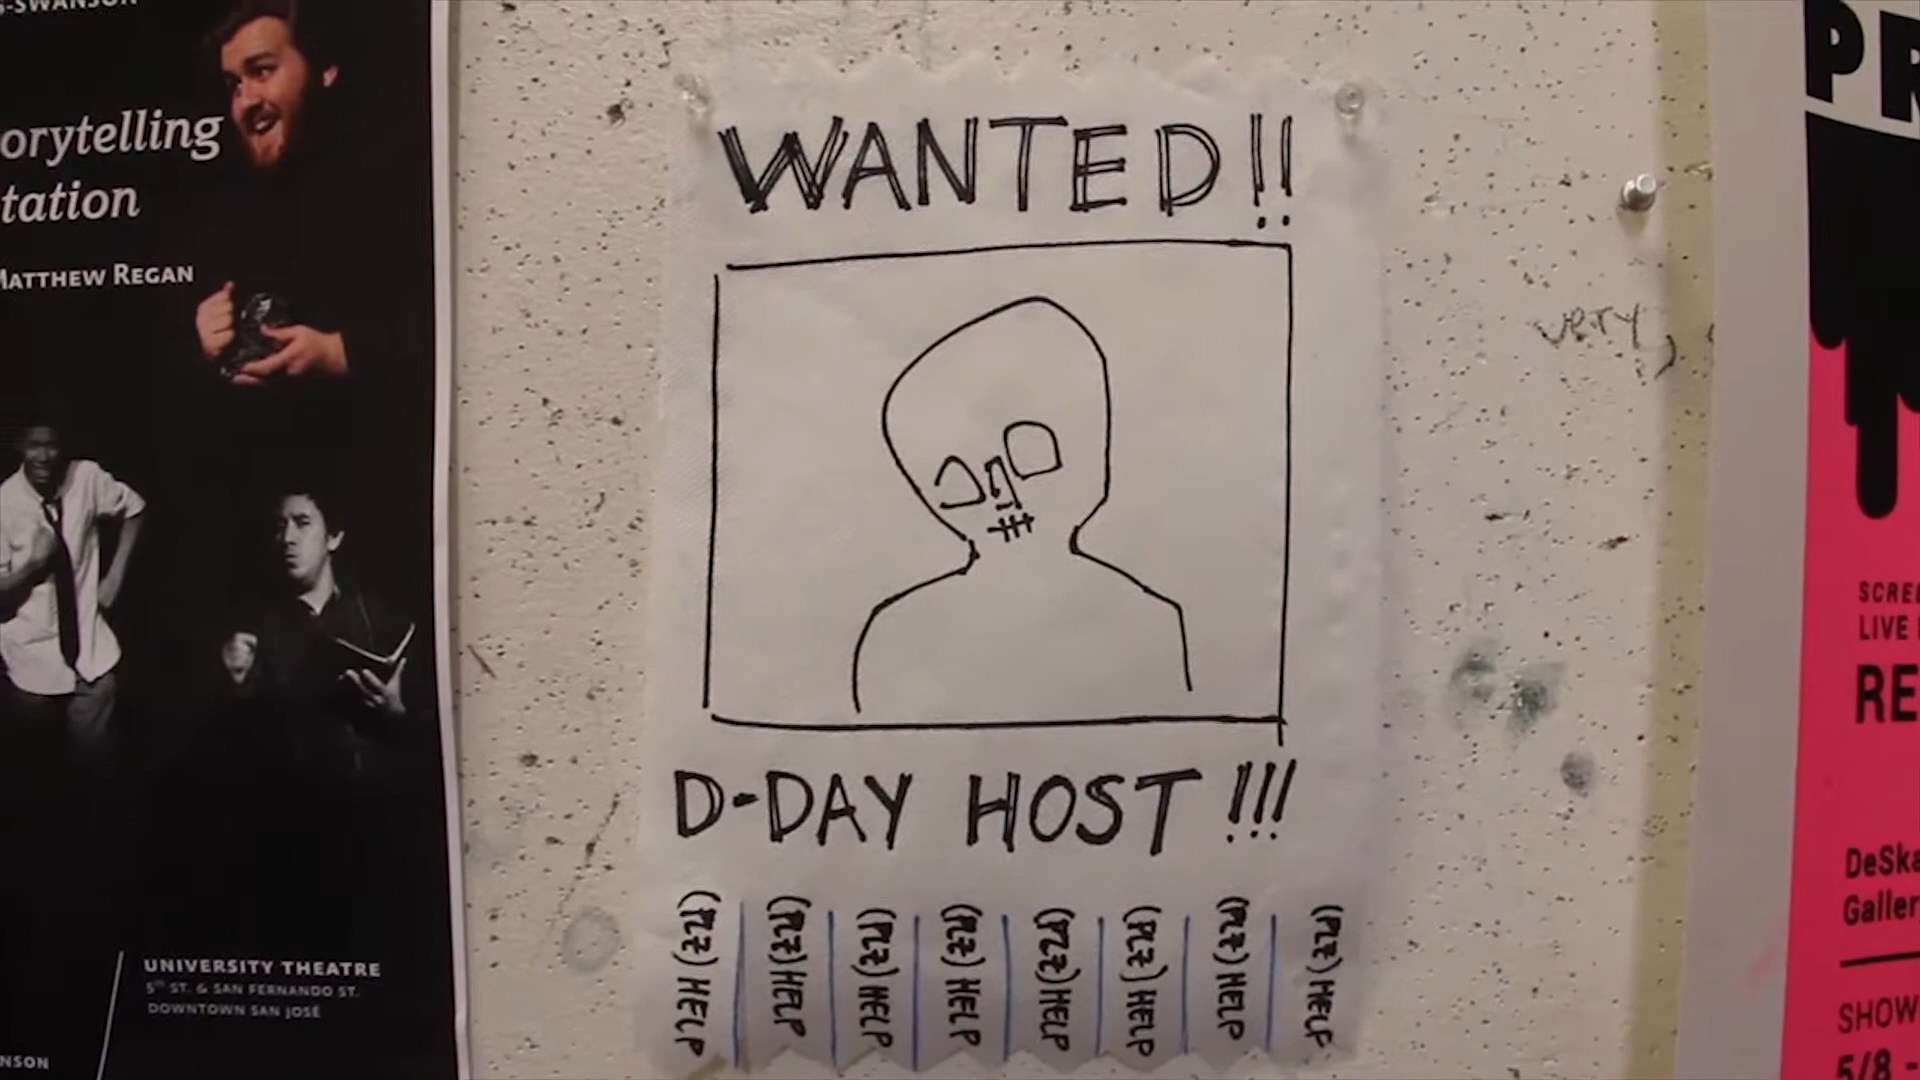 orytelling
tation
MATTHEW REGAN
UNIVERSITY THEATRE
5TH ST. & SAN FERNANDO ST.
DOWNTOWN SAN JOSÉ
NSON
WANTED!!
D-DAY HOST!!!
(PLZ) HELP
(PLZ) HELP
(PLZ) HELP
(PLZ) HELP
(PLZ) HELP
(PLZ) HELP
(PLZ) HELP
(PLZ) HELP
very,
PR
SCREE
LIVE
RE
DeSka
Galler
SHOW
5/8 -